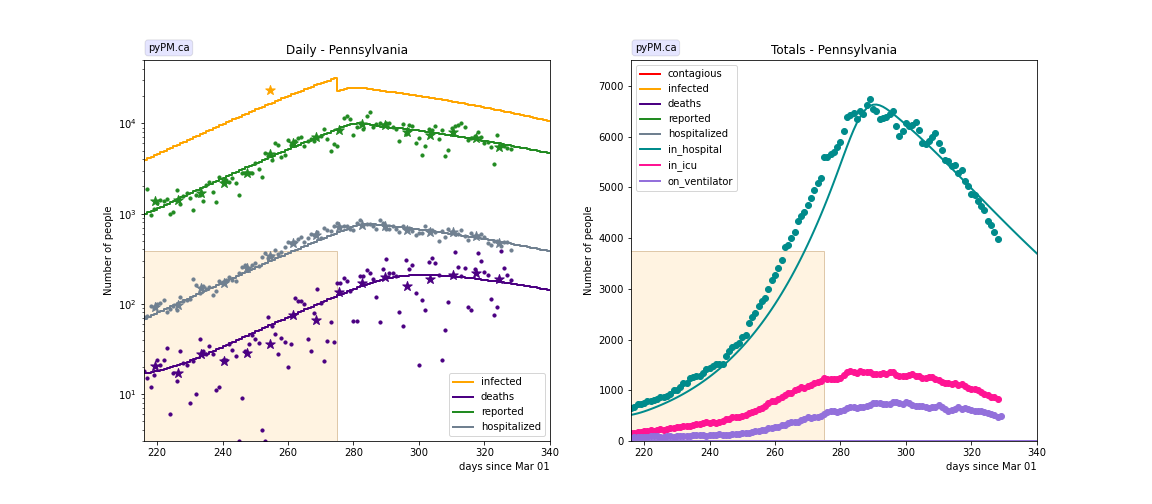 pyPM.ca
Daily - Pennsylvania
Number of people
10⁴
10³
10²
10¹
220
240
260
280
300
320
340
days since Mar 01
infected
deaths
reported
hospitalized
pyPM.ca
Totals - Pennsylvania
Number of people
7000
6000
5000
4000
3000
2000
1000
0
220
240
260
280
300
320
340
days since Mar 01
contagious
infected
deaths
reported
hospitalized
in_hospital
in_icu
on_ventilator